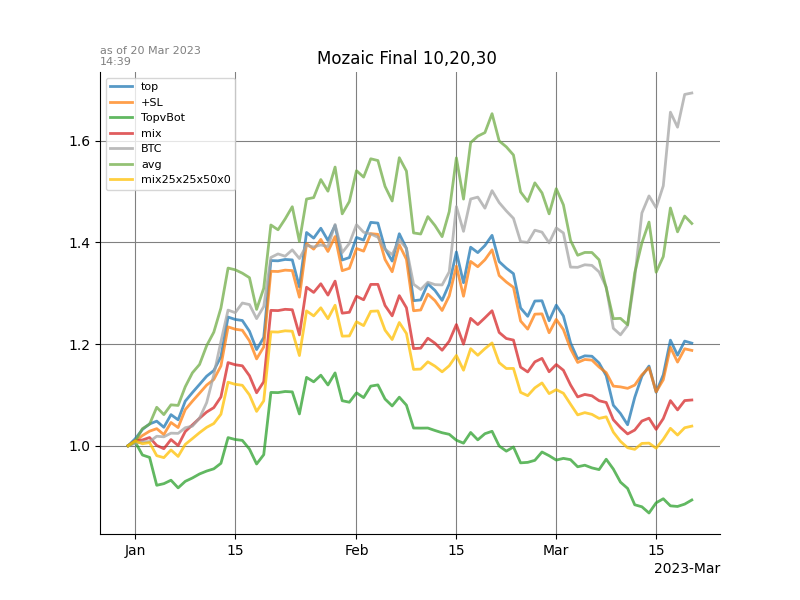 as of 20 Mar 2023
14:39
Mozaic Final 10,20,30
top
+SL
TopvBot
mix
BTC
avg
mix25x25x50x0
1.6
1.4
1.2
1.0
Jan
15
Feb
15
Mar
15
2023-Mar